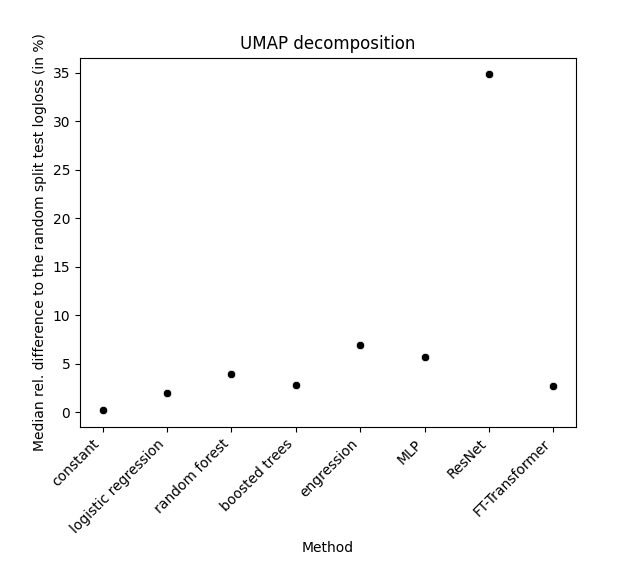 UMAP decomposition
Median rel. difference to the random split test logloss (in %)
35
30
25
20
15
10
5
0
constant
logistic regression
random forest
boosted trees
engression
MLP
ResNet
FT-Transformer
Method